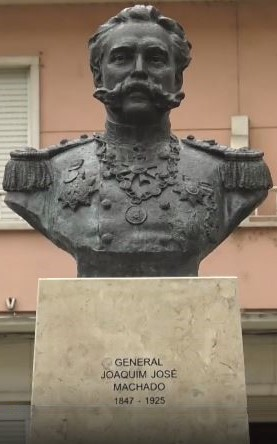 GENERAL
JOAQUIM JOSÉ
MACHADO
1847 - 1925